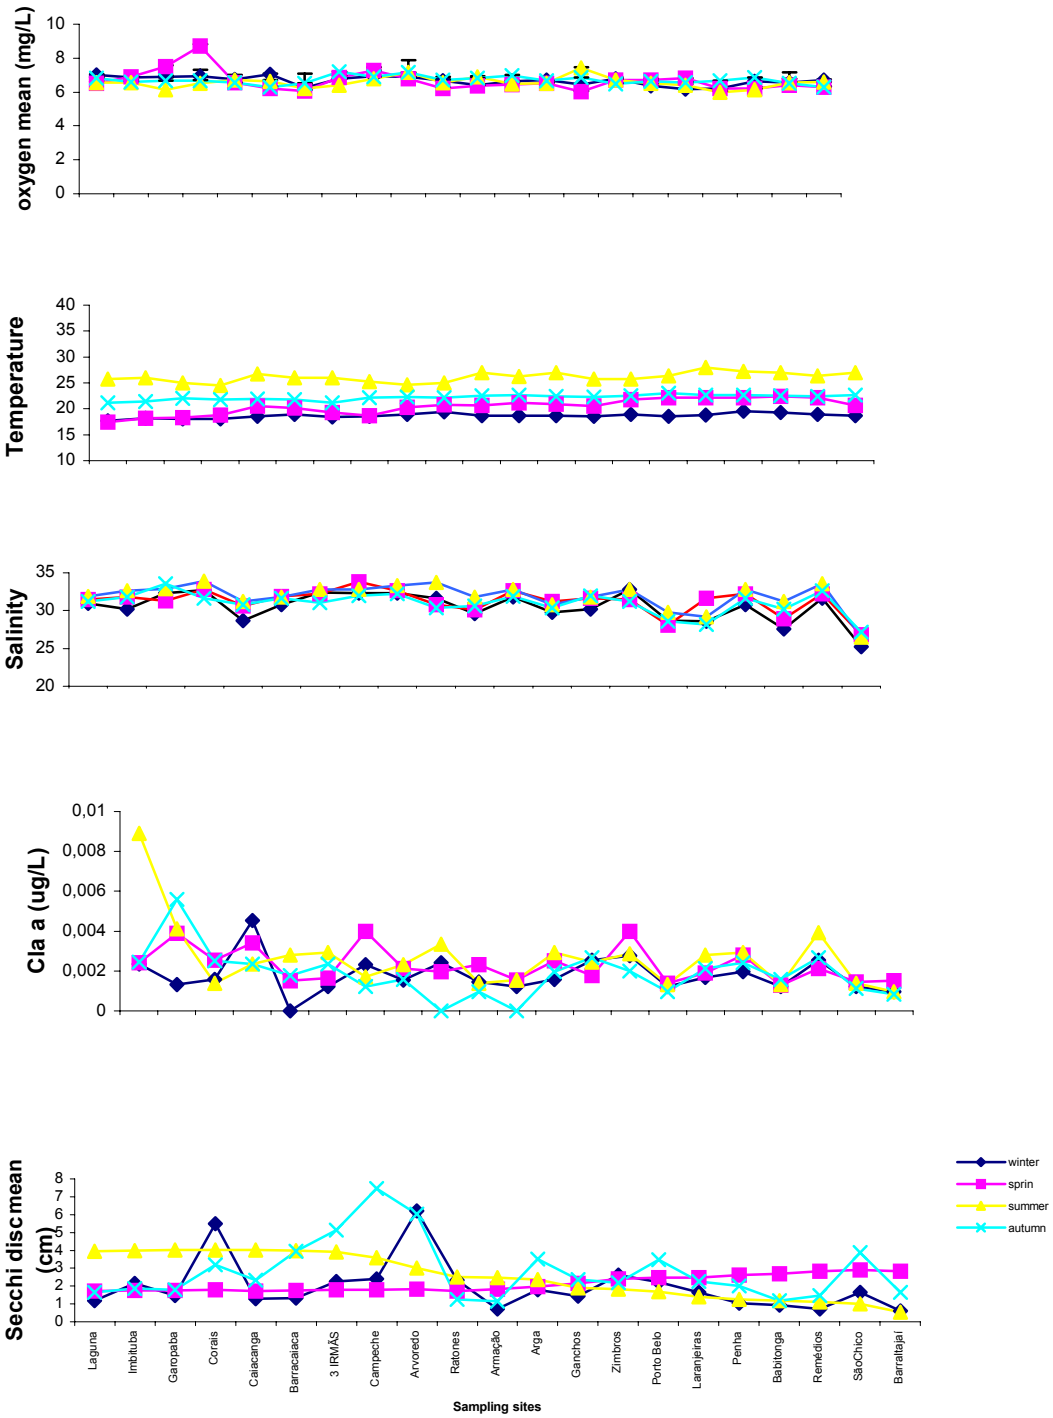 oxygen mean (mg/L)
10
8
6
4
2
0
Temperature
40
35
30
25
20
15
10
Salinity
35
30
25
20
Cla a (ug/L)
0,01
0,008
0,006
0,004
0,002
0
Secchi disc mean
(cm)
8
7
6
5
4
3
2
1
0
Laguna
Imbituba
Garopaba
Corais
Caiacanga
Barracaiaca
3 IRMÃS
Campeche
Arvoredo
Ratones
Armação
Arga
Ganchos
Zimbros
Porto Belo
Laranjeiras
Penha
Babitonga
Remédios
SãoChico
BarraItajaí
Sampling sites
winter
sprin
summer
autumn